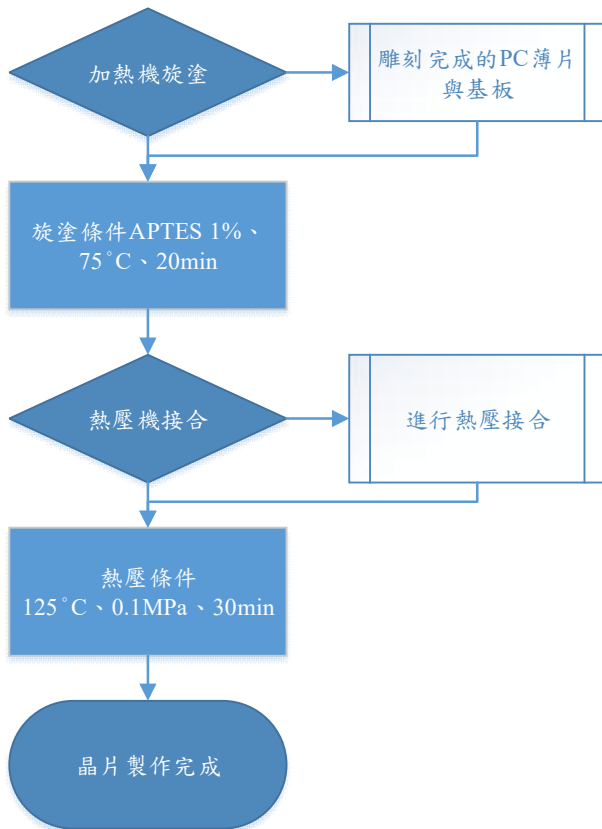 加熱機旋塗
雕刻完成的PC薄片
與基板
旋塗條件APTES 1%、
75°C、20min
熱壓機接合
進行熱壓接合
熱壓條件
125°C、0.1MPa、30min
晶片製作完成